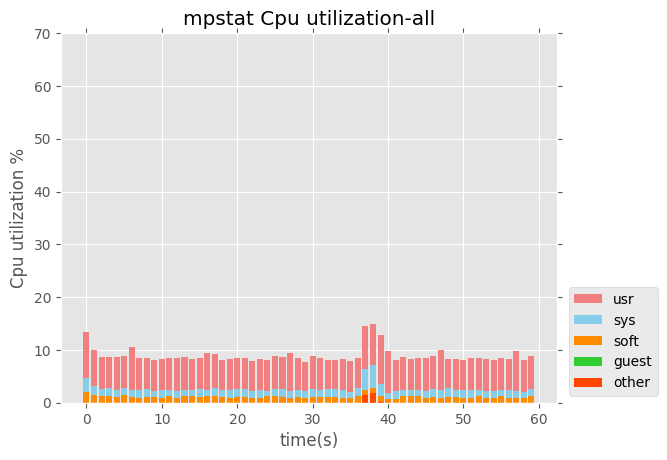 mpstat Cpu utilization-all
70
60
50
40
30
20
10
0
Cpu utilization %
0 10 20 30 40 50 60
time(s)
usr
sys
soft
guest
other